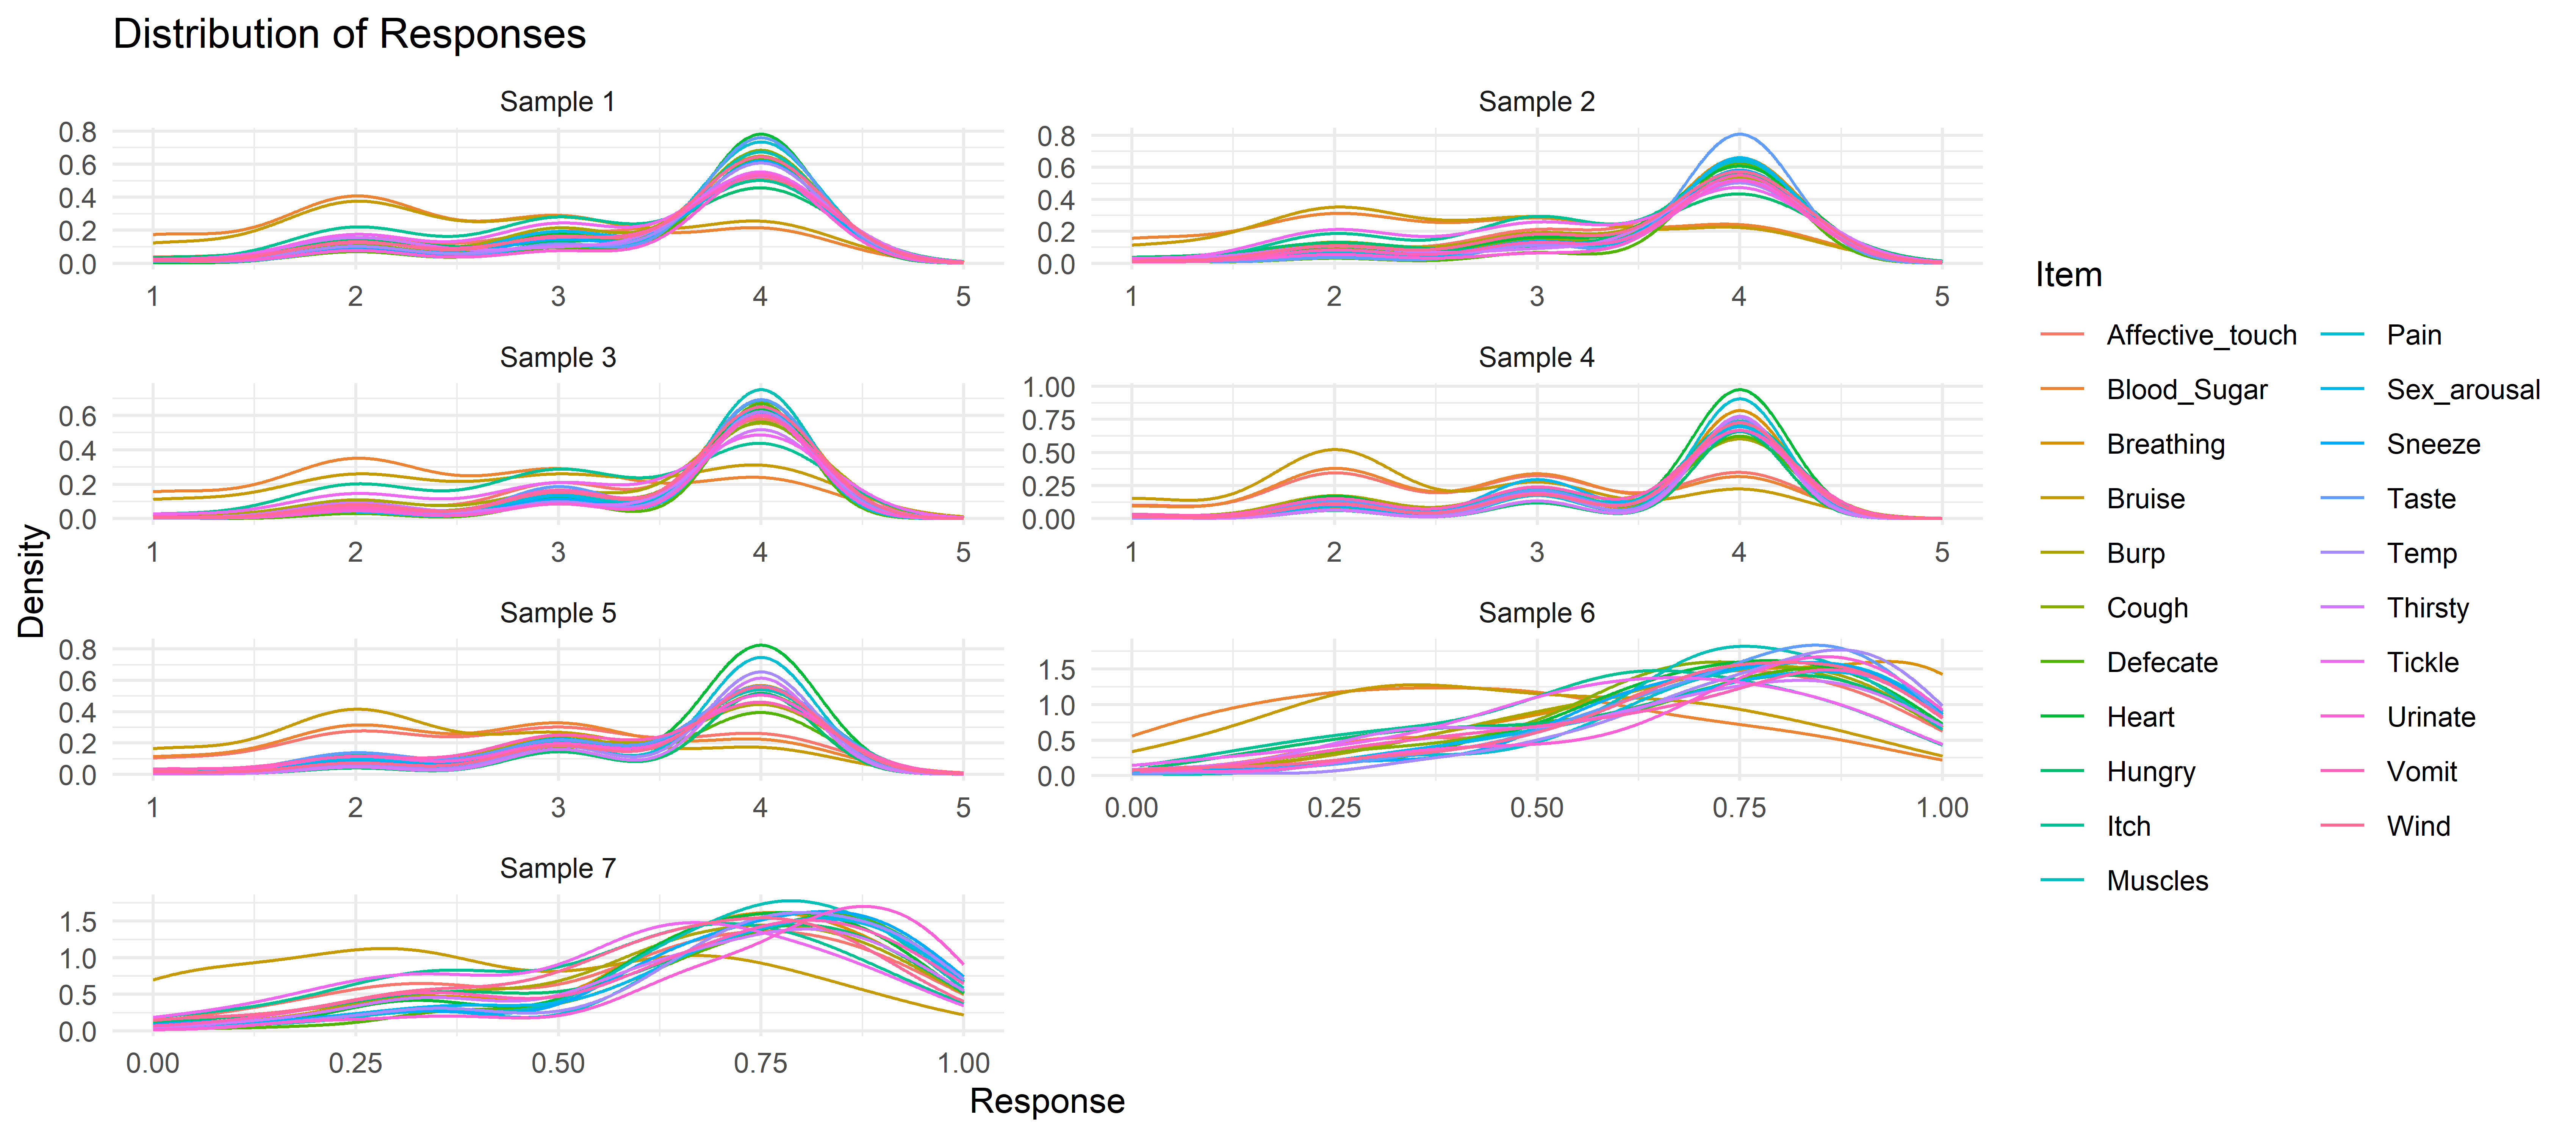 Distribution of Responses
Sample 1
Sample 2
0.8
0.6
0.4
0.2
0.0
1 2 3 4 5
0.8
0.6
0.4
0.2
0.0
1 2 3 4 5
Sample 3
Sample 4
0.6
0.4
0.2
0.0
1 2 3 4 5
1.00
0.75
0.50
0.25
0.00
1 2 3 4 5
Sample 5
Sample 6
0.8
0.6
0.4
0.2
0.0
1 2 3 4 5
1.5
1.0
0.5
0.0
0.00 0.25 0.50 0.75 1.00
Sample 7
1.5
1.0
0.5
0.0
0.00 0.25 0.50 0.75 1.00
Density
Response
Item
Affective_touch
Blood_Sugar
Breathing
Bruise
Burp
Cough
Defecate
Heart
Hungry
Itch
Muscles
Pain
Sex_arousal
Sneeze
Taste
Temp
Thirsty
Tickle
Urinate
Vomit
Wind